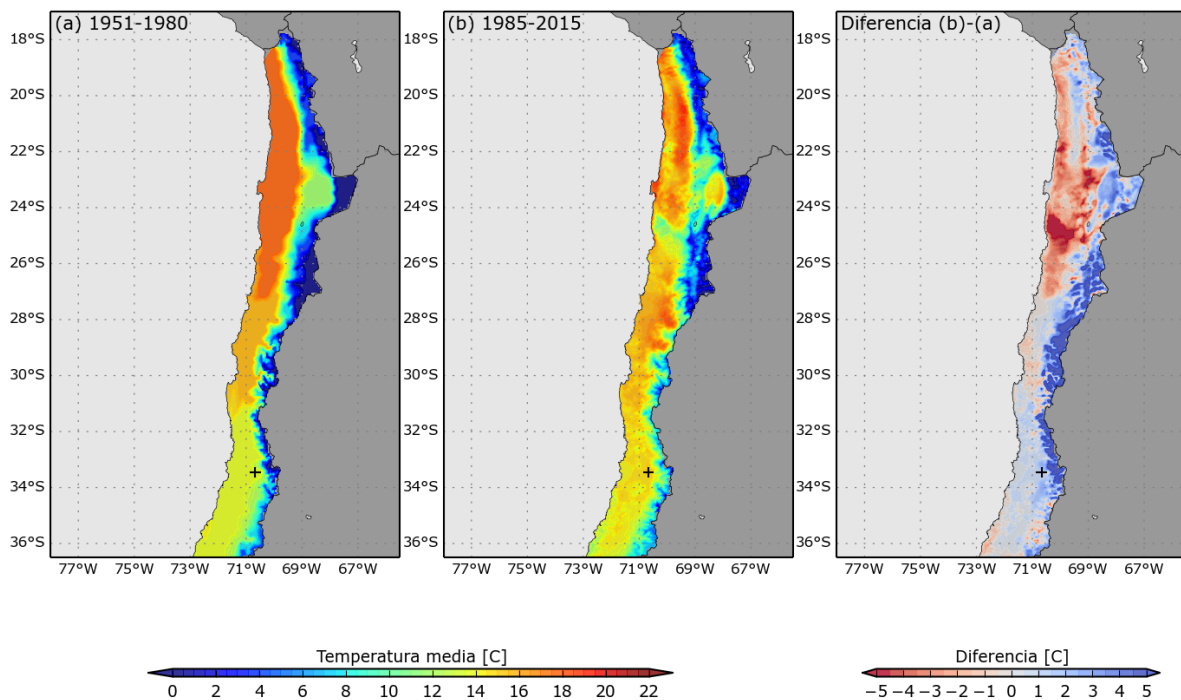 (a) 1951-1980
(b) 1985-2015
Diferencia (b)-(a)
18°S 18°S 18°S
20°S 20°S 20°S
22°S 22°S 22°S
24°S 24°S 24°S
26°S 26°S 26°S
28°S 28°S 28°S
30°S 30°S 30°S
32°S 32°S 32°S
34°S 34°S 34°S
36°S 36°S 36°S
77°W 75°W 73°W 71°W 69°W 67°W 77°W 75°W 73°W 71°W 69°W 67°W 77°W 75°W 73°W 71°W 69°W 67°W
Temperatura media [C]
0 2 4 6 8 10 12 14 16 18 20 22
Diferencia [C]
−5 −4 −3 −2 −1 0 1 2 3 4 5